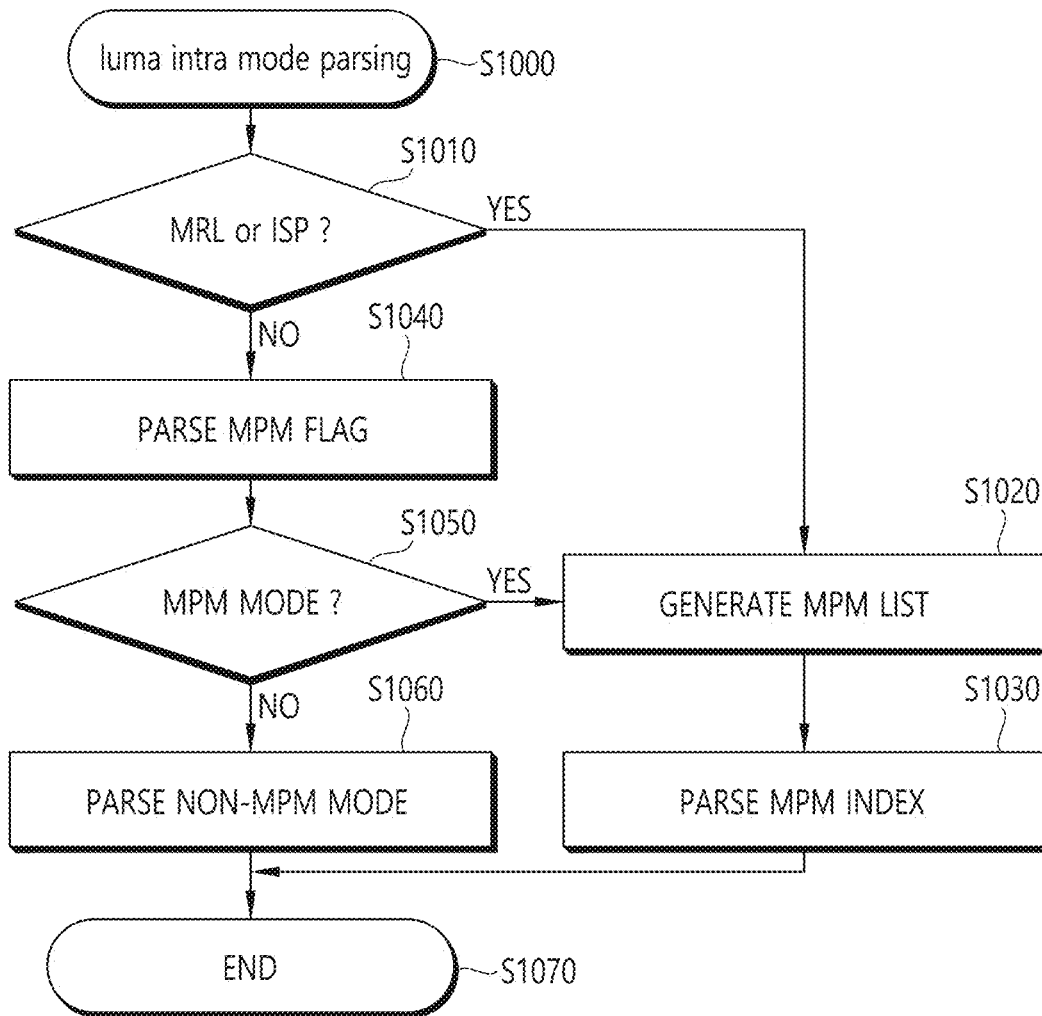 luma intra mode parsing
S1000
S1010
MRL or ISP ?
YES
NO
S1040
PARSE MPM FLAG
S1050
MPM MODE ?
YES
S1020
GENERATE MPM LIST
NO
S1060
PARSE NON-MPM MODE
S1030
PARSE MPM INDEX
END
S1070